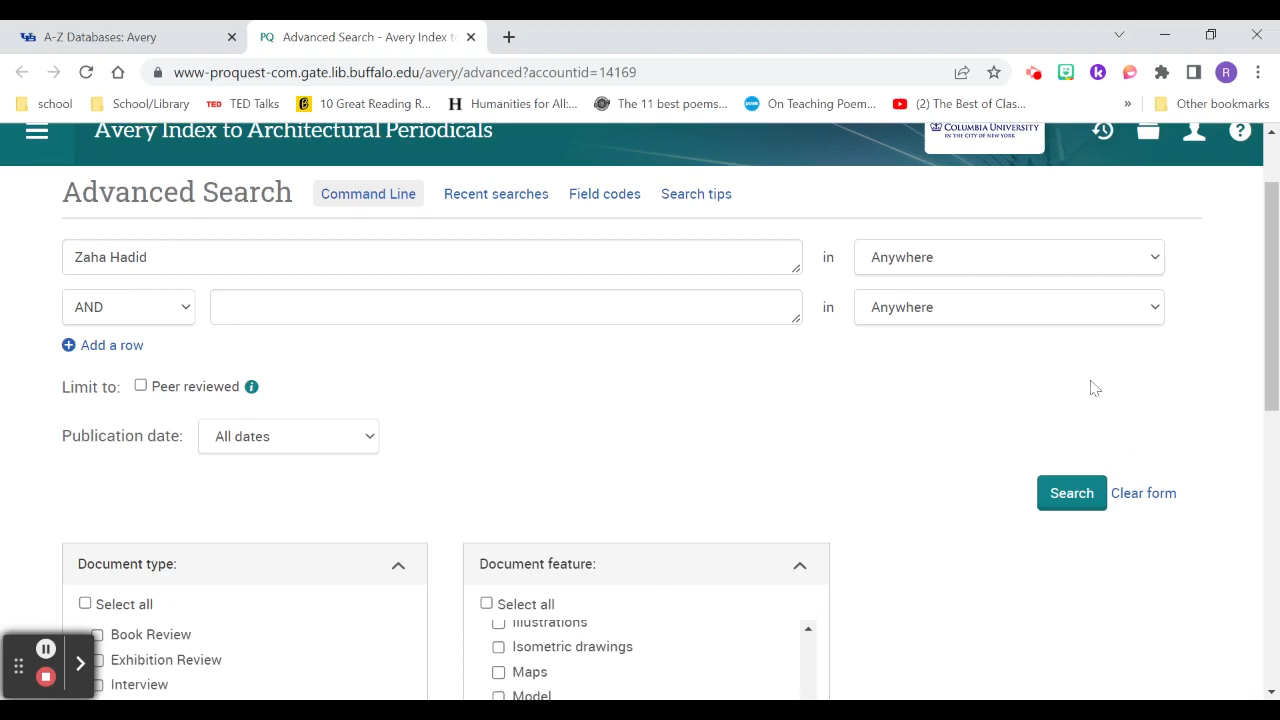 A-Z Databases: Avery
PQ Advanced Search - Avery Index to
www-proquest-com.gate.lib.buffalo.edu/avery/advanced?accountid=14169
R
school
School/Library
TED TED Talks
B 10 Great Reading R...
H Humanities for All:...
The 11 best poems...
On Teaching Poem...
(2) The Best of Clas...
»
Other bookmarks
Avery Index to Architectural Periodicals
COLUMBIA UNIVERSITY
IN THE CITY OF NEW YORK
Advanced Search
Command Line
Recent searches
Field codes
Search tips
Zaha Hadid
in
Anywhere
AND
in
Anywhere
Add a row
Limit to:
Peer reviewed
Publication date:
All dates
Search
Clear form
Document type:
Select all
Book Review
Exhibition Review
Interview
Document feature:
Select all
Illustrations
Isometric drawings
Maps
Model